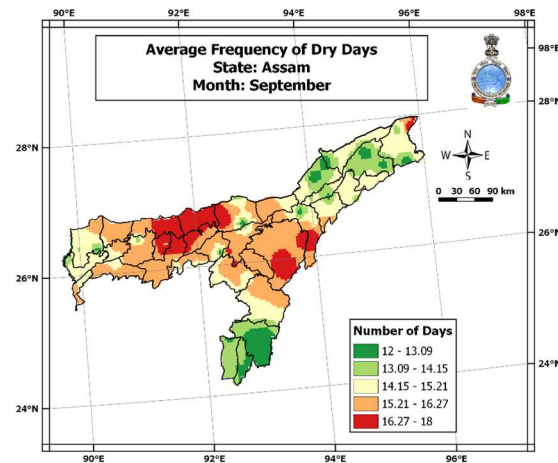 90°E 92°E 94°E 96°E 98°E
Average Frequency of Dry Days
State: Assam
Month: September
98°E
28°N
28°N
N
W E
S
0 30 60 90 km
26°N
26°N
Number of Days
12 - 13.09
13.09 - 14.15
14.15 - 15.21
15.21 - 16.27
16.27 - 18
24°N
24°N
90°E 92°E 94°E 96°E